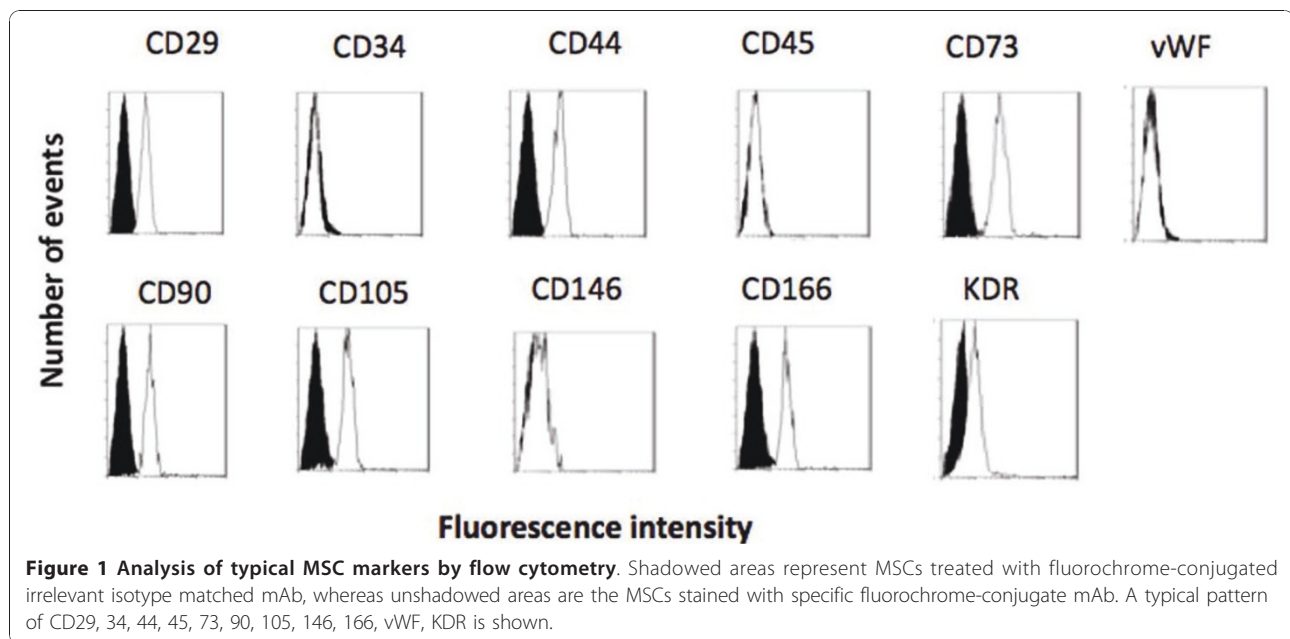 CD29 CD34 CD44 CD45 CD73 vWF
Number of events
CD90 CD105 CD146 CD166 KDR
Fluorescence intensity
Figure 1 Analysis of typical MSC markers by flow cytometry. Shadowed areas represent MSCs treated with fluorochrome-conjugated
irrelevant isotype matched mAb, whereas unshadowed areas are the MSCs stained with specific fluorochrome-conjugate mAb. A typical pattern
of CD29, 34, 44, 45, 73, 90, 105, 146, 166, vWF, KDR is shown.